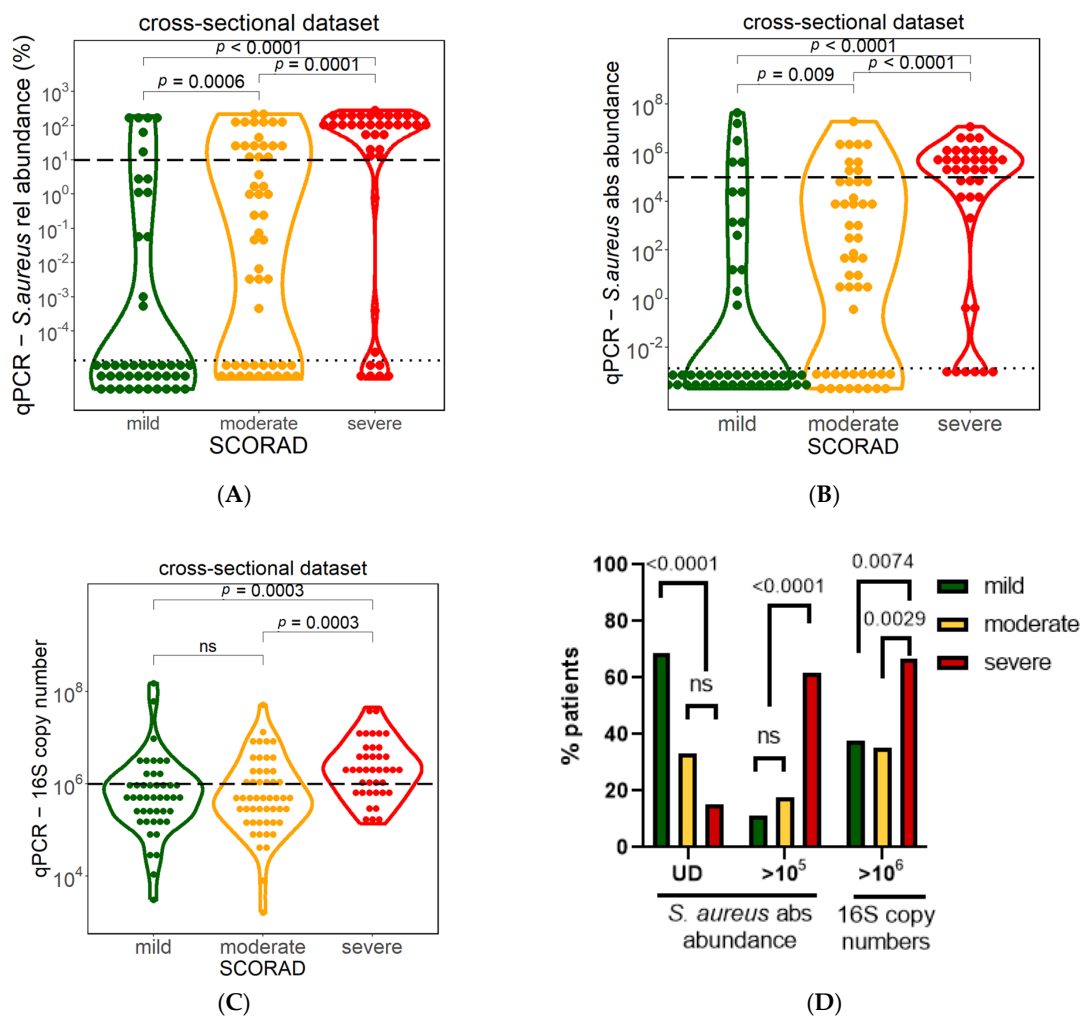 cross-sectional dataset
p < 0.0001
p = 0.0001
p = 0.0006
qPCR − S.aureus rel abundance (%)
10³
10²
10¹
10⁰
10⁻¹
10⁻²
10⁻³
10⁻⁴
mild moderate severe
SCORAD
(A)
cross-sectional dataset
p < 0.0001
p < 0.0001
p = 0.009
qPCR − S.aureus abs abundance
10⁸
10⁶
10⁴
10²
10⁰
10⁻²
mild moderate severe
SCORAD
(B)
cross-sectional dataset
p = 0.0003
p = 0.0003
ns
qPCR − 16S copy number
10⁸
10⁶
10⁴
mild moderate severe
SCORAD
(C)
% patients
100
80
60
40
20
0
<0.0001
ns
<0.0001
ns
0.0074
0.0029
mild
moderate
severe
UD >10⁵ >10⁶
S. aureus abs
abundance
16S copy
numbers
(D)